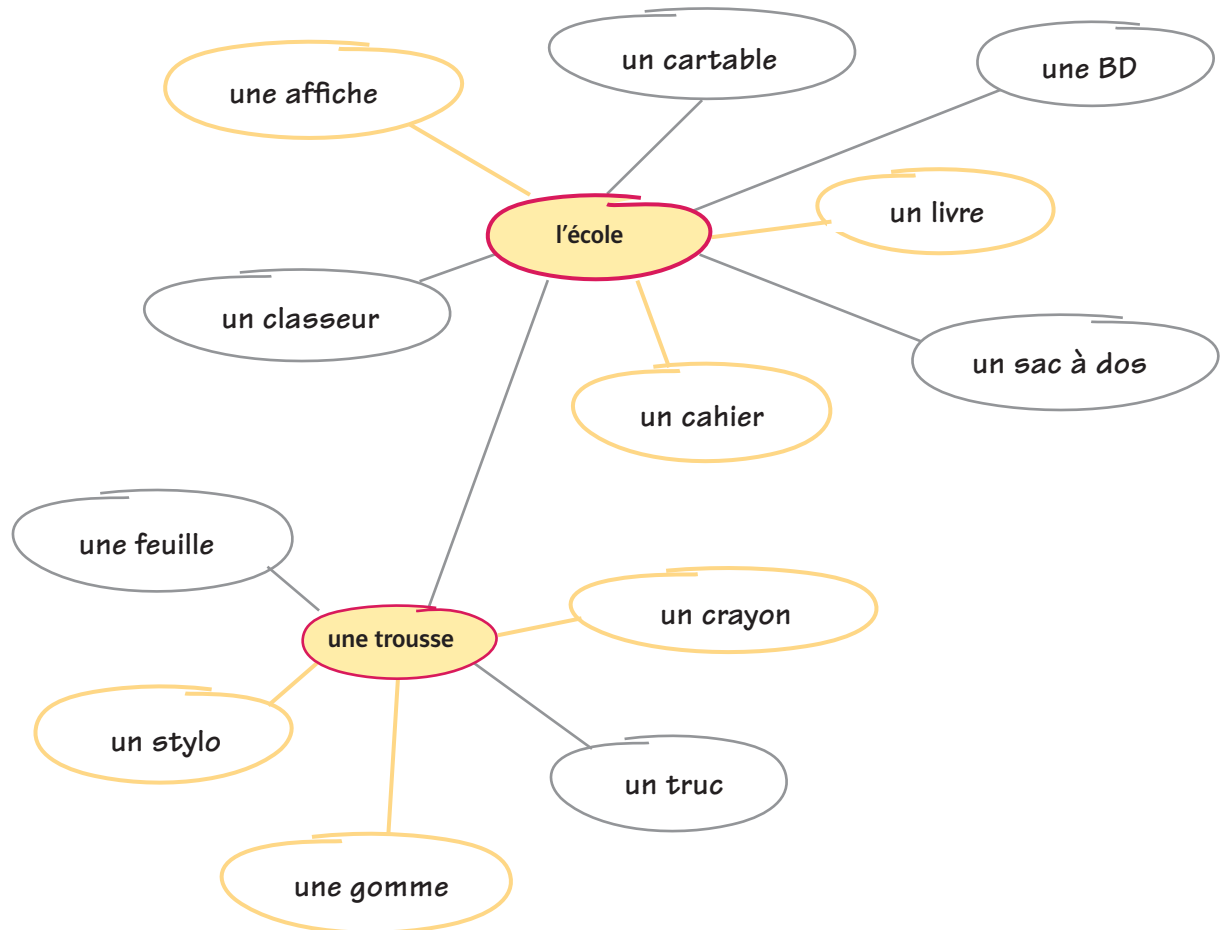 un cartable
une BD
une affiche
un livre
l'école
un classeur
un sac à dos
un cahier
une feuille
un crayon
une trousse
un stylo
un truc
une gomme